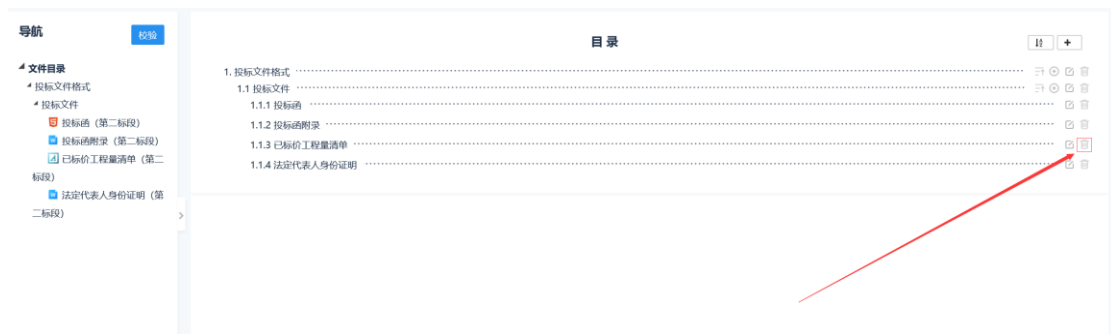 导航
校验
文件目录
投标文件格式
投标文件
投标函（第二标段）
投标函附录（第二标段）
已标价工程量清单（第二
标段）
法定代表人身份证明（第
二标段）
目录
1. 投标文件格式
1.1 投标文件
1.1.1 投标函
1.1.2 投标函附录
1.1.3 已标价工程量清单
1.1.4 法定代表人身份证明